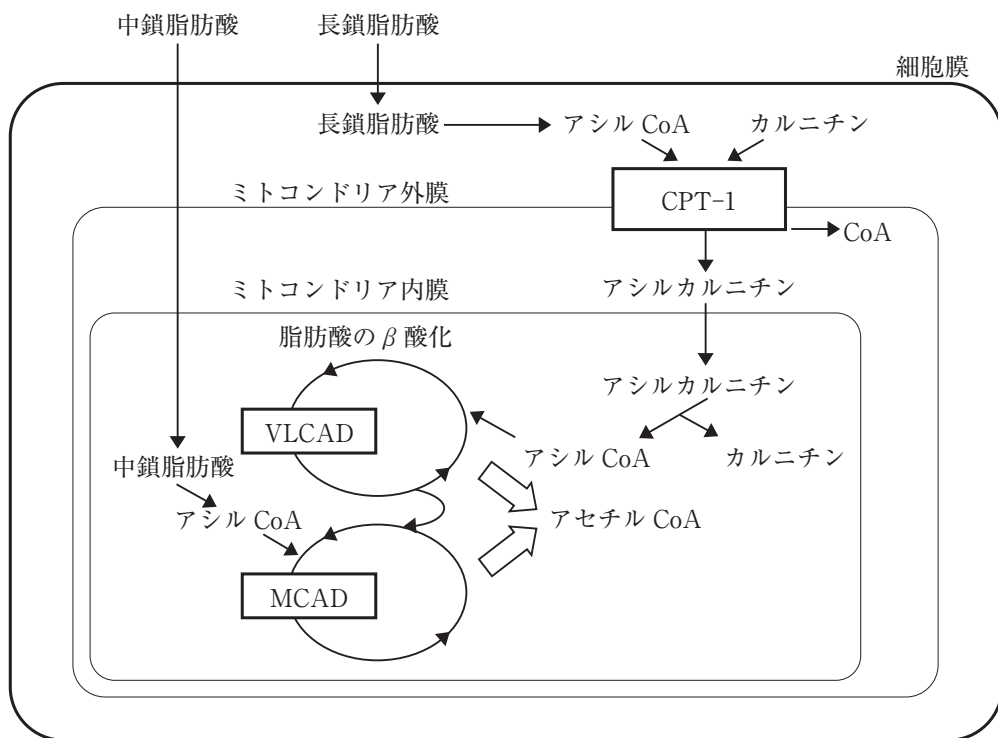 中鎖脂肪酸
長鎖脂肪酸
細胞膜
長鎖脂肪酸
アシル CoA
カルニチン
ミトコンドリア外膜
CPT-1
CoA
ミトコンドリア内膜
アシルカルニチン
脂肪酸の β 酸化
アシルカルニチン
VLCAD
中鎖脂肪酸
アシル CoA
カルニチン
アシル CoA
アセチル CoA
MCAD